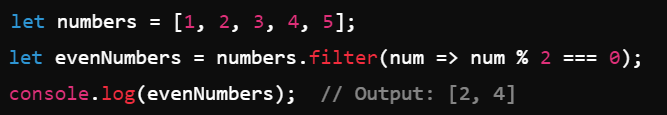 let numbers = [1, 2, 3, 4, 5];
let evenNumbers = numbers.filter(num => num % 2 === 0);
console.log(evenNumbers);  // Output: [2, 4]